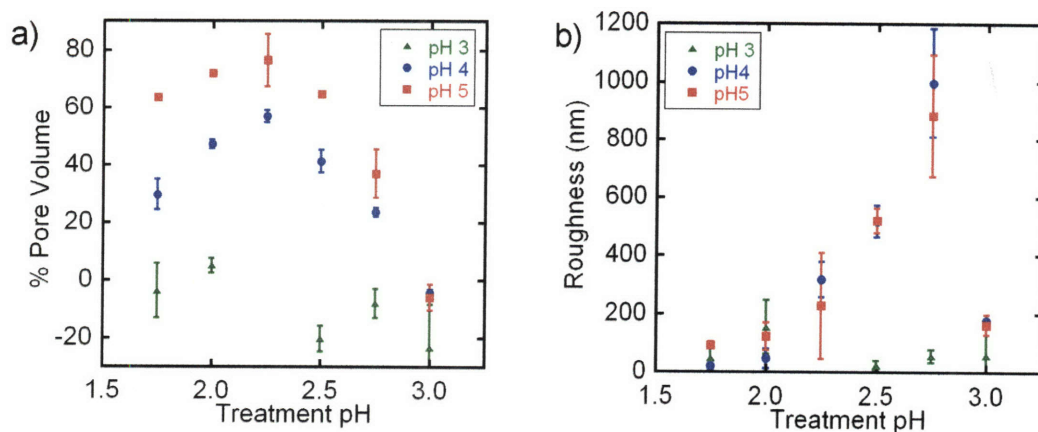 a)
80
60
40
20
0
-20
% Pore Volume
pH 3
pH 4
pH 5
1.5 2.0 2.5 3.0
Treatment pH
b)
1200
1000
800
600
400
200
0
Roughness (nm)
pH 3
pH4
pH5
1.5 2.0 2.5 3.0
Treatment pH